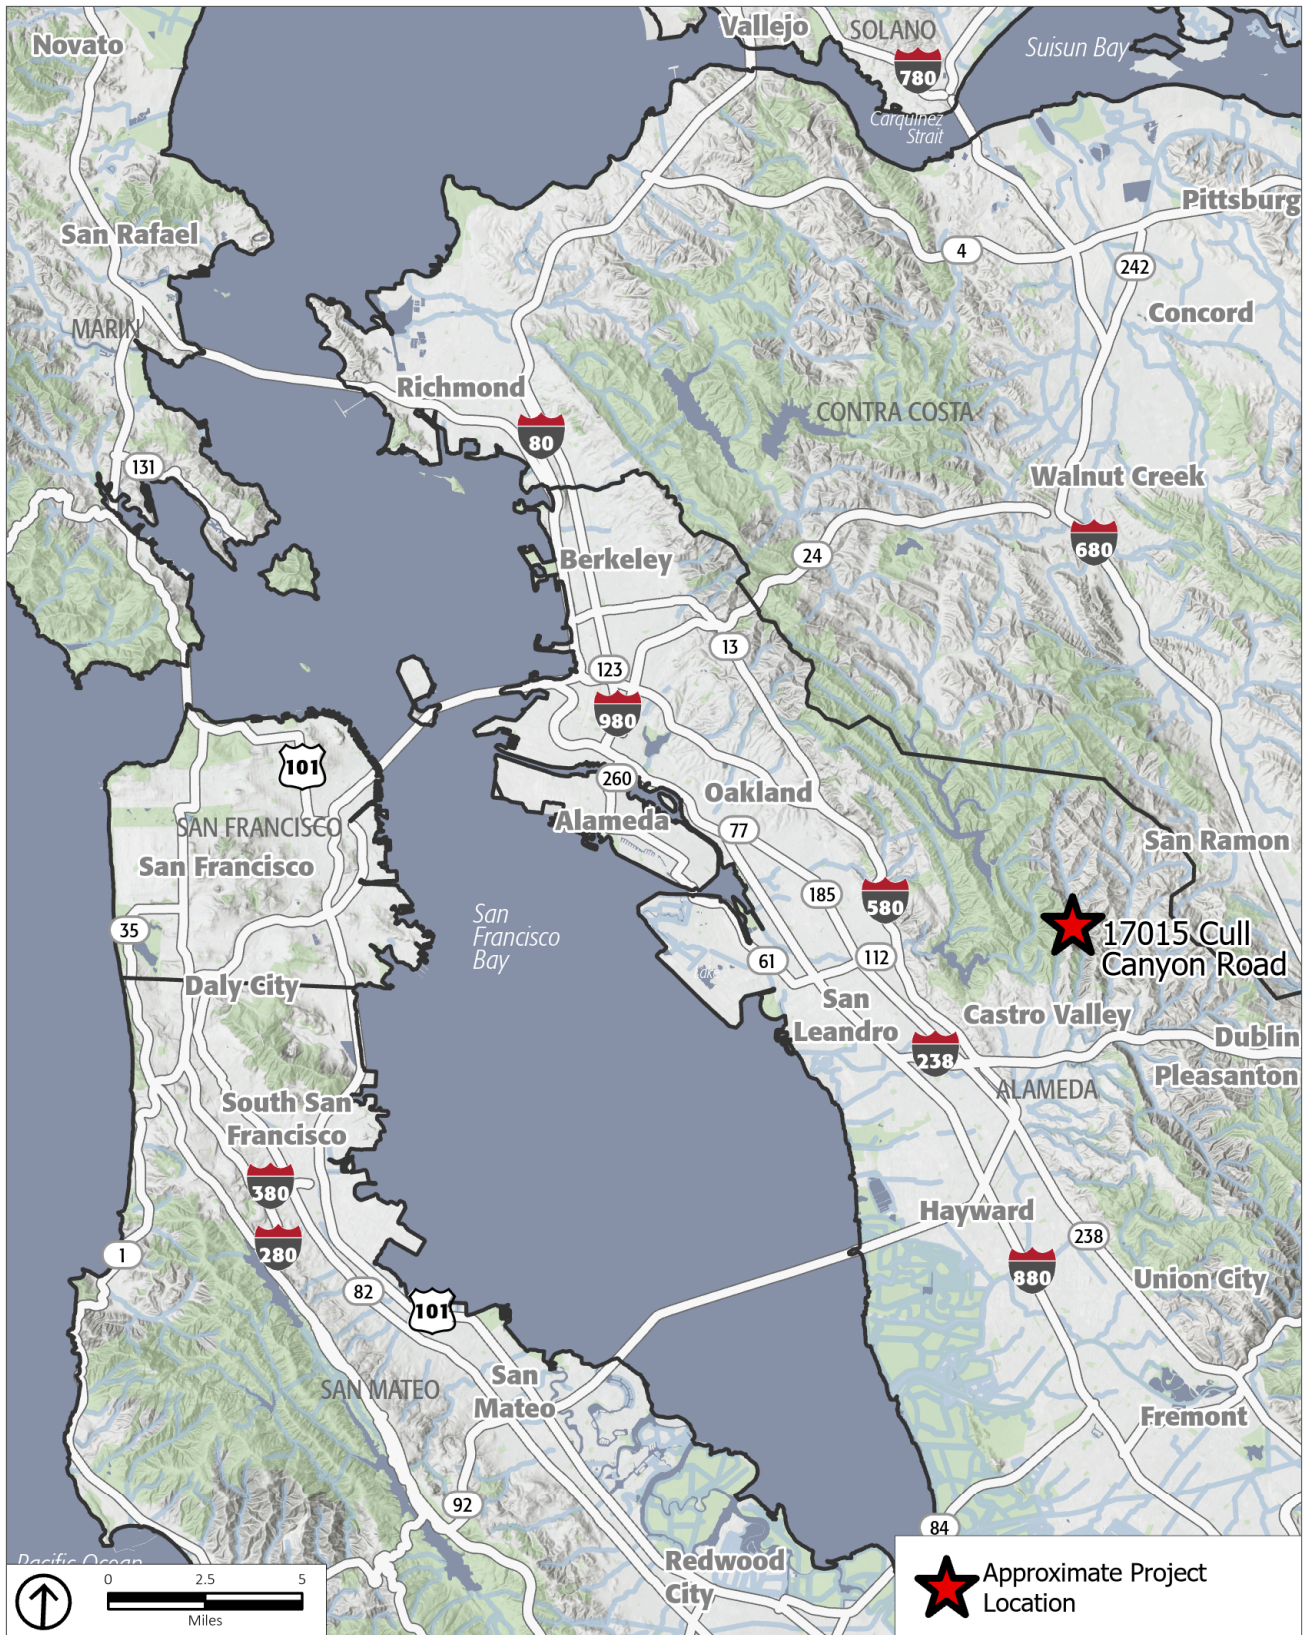 Novato
Vallejo
SOLANO
Suisun Bay
780
Carquinez
Strait
Pittsburg
San Rafael
4
242
MARIN
Concord
Richmond
CONTRA COSTA
80
131
Walnut Creek
24
680
Berkeley
13
123
980
101
260
Oakland
Alameda
SAN FRANCISCO
77
San Ramon
San Francisco
185
580
35
San
Francisco
Bay
17015 Cull
Canyon Road
61
112
Daly City
San
Leandro
Castro Valley
Dublin
238
Pleasanton
ALAMEDA
South San
Francisco
380
Hayward
280
238
1
880
Union City
82
101
San
Mateo
SAN MATEO
Fremont
92
84
Pacific Ocean
Redwood
City
0 2.5 5
Miles
Approximate Project
Location